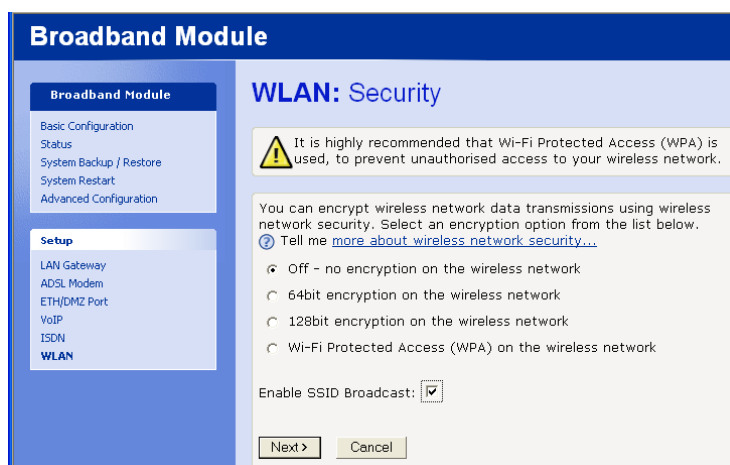 Broadband Module
Broadband Module
Basic Configuration
Status
System Backup / Restore
System Restart
Advanced Configuration
Setup
LAN Gateway
ADSL Modem
ETH/DMZ Port
VoIP
ISDN
WLAN
WLAN: Security
It is highly recommended that Wi-Fi Protected Access (WPA) is
used, to prevent unauthorised access to your wireless network.
You can encrypt wireless network data transmissions using wireless
network security. Select an encryption option from the list below.
? Tell me more about wireless network security...
Off - no encryption on the wireless network
64bit encryption on the wireless network
128bit encryption on the wireless network
Wi-Fi Protected Access (WPA) on the wireless network
Enable SSID Broadcast:
Next >
Cancel